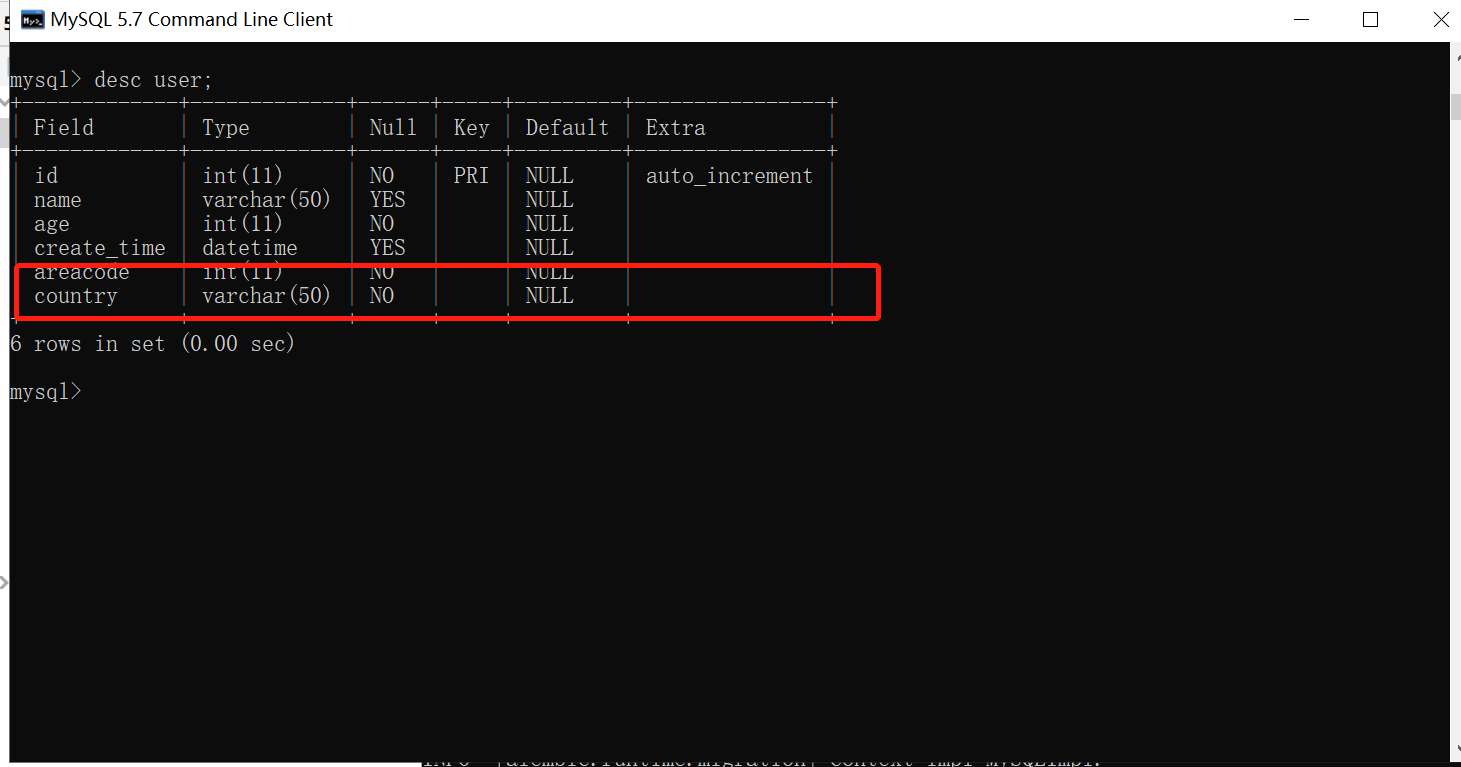 MySQL 5.7 Command Line Client
mysql> desc user;
+-------------+-------------+------+-----+---------+----------------+
| Field | Type | Null | Key | Default | Extra |
+-------------+-------------+------+-----+---------+----------------+
| id | int(11) | NO | PRI | NULL | auto_increment |
| name | varchar(50) | YES | | NULL | |
| age | int(11) | NO | | NULL | |
| create_time | datetime | YES | | NULL | |
| areacode | int(11) | NO | | NULL | |
| country | varchar(50) | NO | | NULL | |
6 rows in set (0.00 sec)
mysql>
INFO [alembic.runtime.migration] Context impl MySQLImpl.